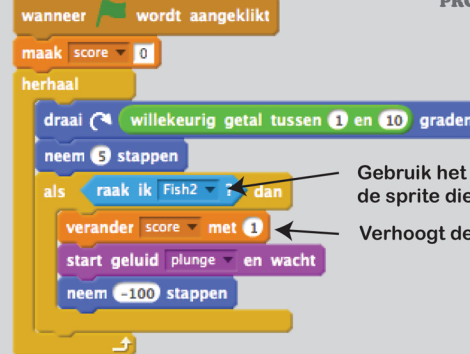 PRO
wanneer wordt aangeklikt
maak score 0
herhaal
draai willekeurig getal tussen 1 en 10 graden
neem 5 stappen
als raak ik Fish2 ? dan
Gebruik het
de sprite die
verander score met 1
Verhoogt de
start geluid plunge en wacht
neem -100 stappen